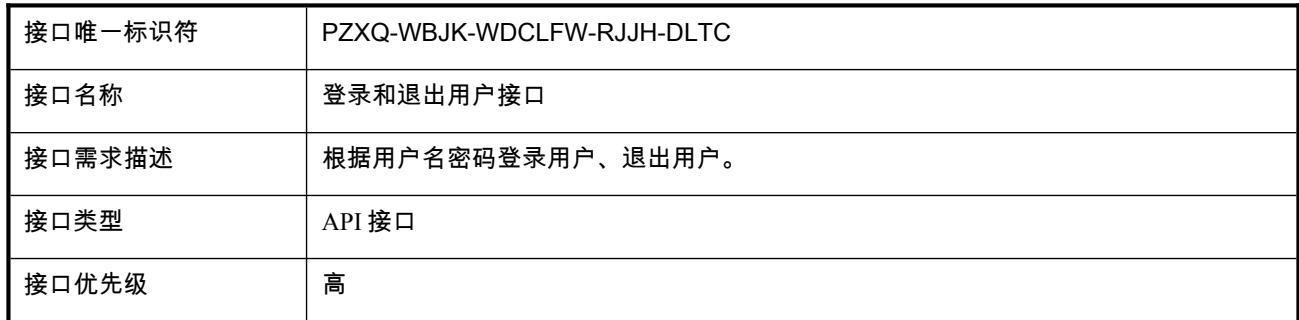 接口唯一标识符 PZXQ-WBJK-WDCLFW-RJJH-DLTC
接口名称 登录和退出用户接口
接口需求描述 根据用户名密码登录用户、退出用户。
接口类型 API 接口
接口优先级 高